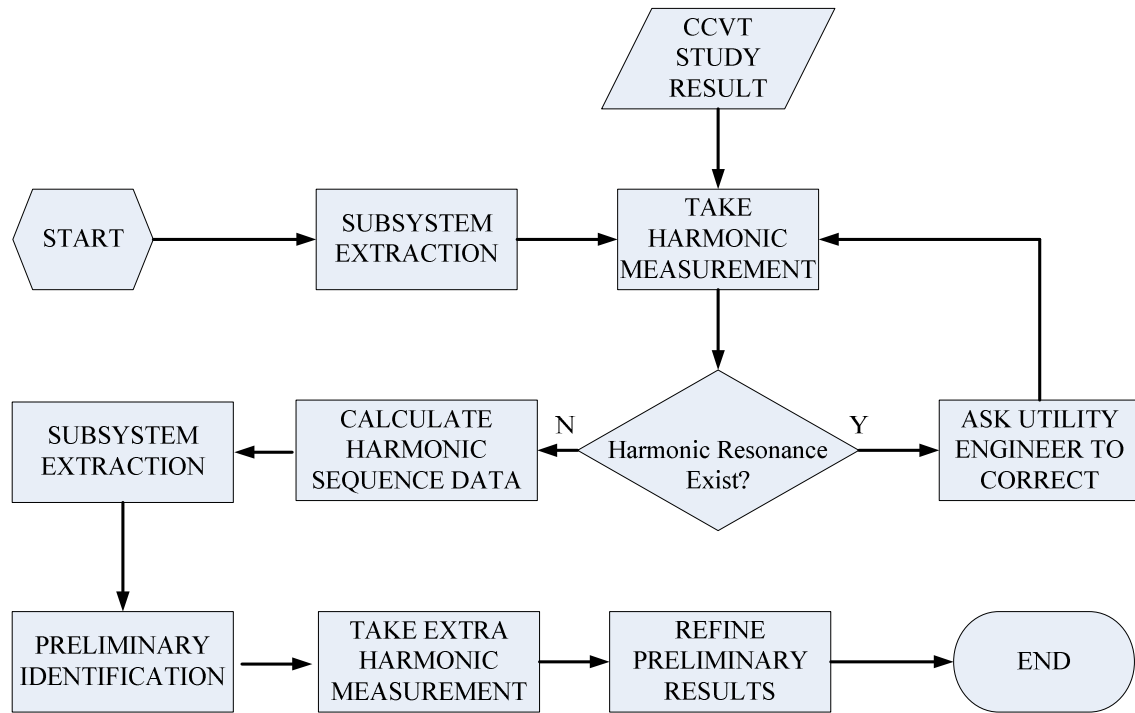 CCVT
STUDY
RESULT
START
SUBSYSTEM
EXTRACTION
TAKE
HARMONIC
MEASUREMENT
SUBSYSTEM
EXTRACTION
CALCULATE
HARMONIC
SEQUENCE DATA
N
Harmonic Resonance
Exist?
Y
ASK UTILITY
ENGINEER TO
CORRECT
PRELIMINARY
IDENTIFICATION
TAKE EXTRA
HARMONIC
MEASUREMENT
REFINE
PRELIMINARY
RESULTS
END